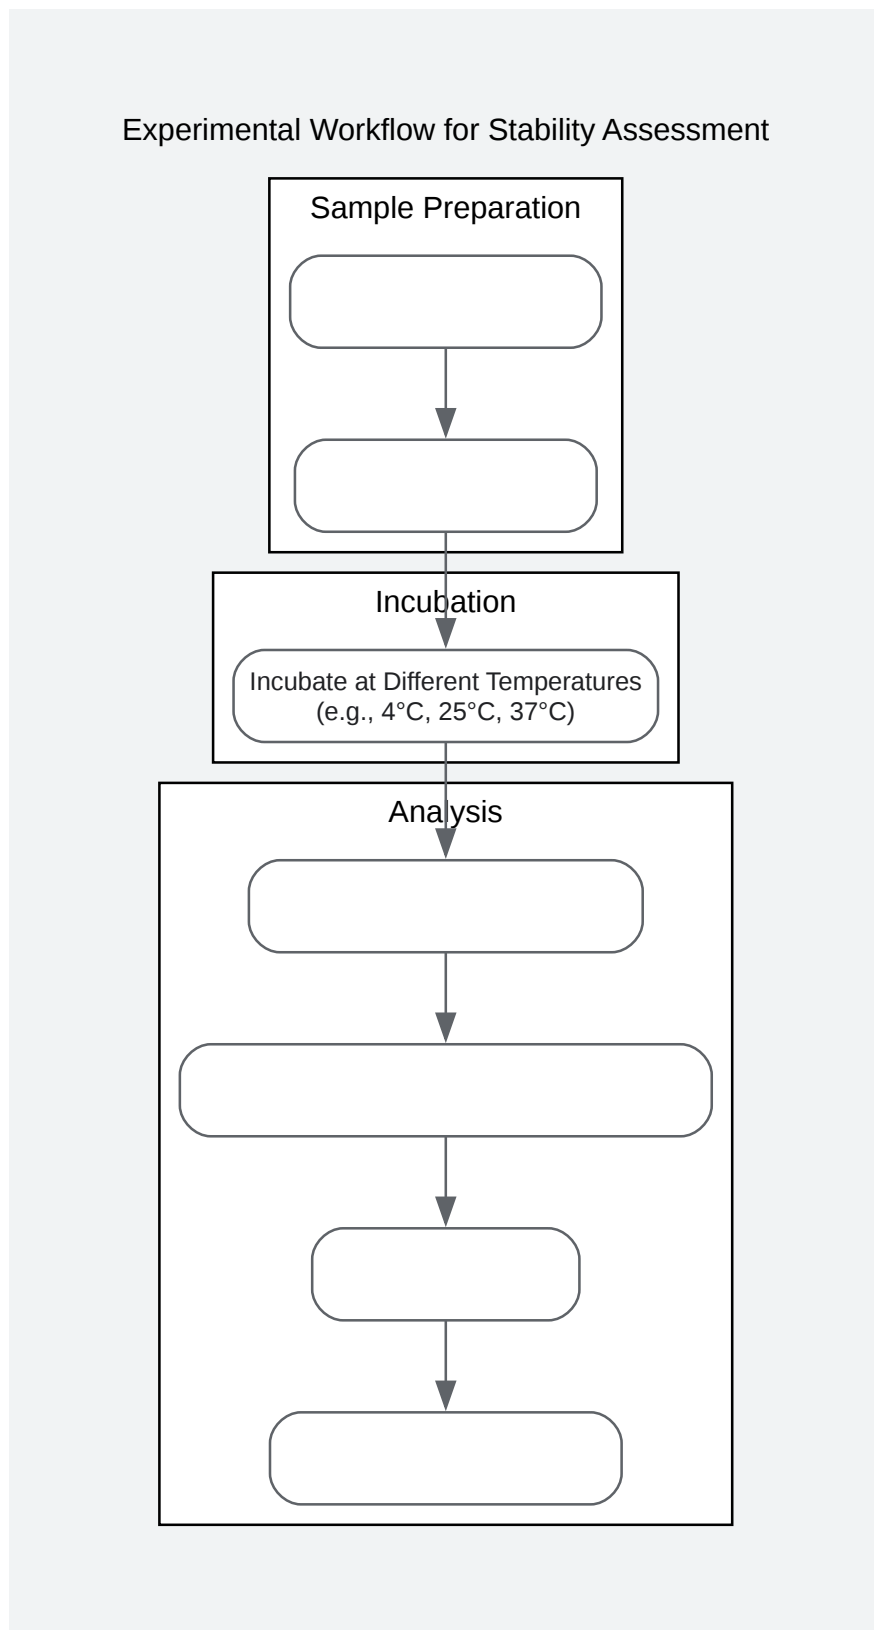 Experimental Workflow for Stability Assessment
Sample Preparation
Incubation
Incubate at Different Temperatures
(e.g., 4°C, 25°C, 37°C)
Analysis